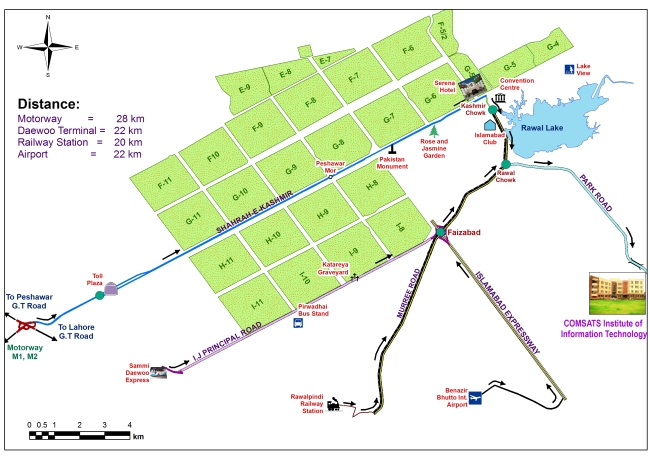 N
W E
S
Distance:
Motorway = 28 km
Daewoo Terminal = 22 km
Railway Station = 20 km
Airport = 22 km
F-5/2
G-4
F-6
G-5
E-7
E-8
E-9
F-7
G-6
Serena
Hotel
Convention
Centre
Lake
View
Kashmir
Chowk
F-8
F-9
G-7
Rose and
Jasmine
Garden
Islamabad
Club
Rawal Lake
F10
G-8
Pakistan
Monument
F-11
G-9
Peshawar
Mor
Rawal
Chowk
G-10
H-8
PARK ROAD
G-11
SHAHRAH-E-KASHMIR
H-9
I-8
Faizabad
H-10
I-9
H-11
Katareya
Graveyard
I-10
Toll
Plaza
I-11
Pirwadhai
Bus Stand
To Peshawar
G.T Road
To Lahore
G.T Road
Motorway
M1, M2
I J PRINCIPAL ROAD
MURREE ROAD
ISLAMABAD EXPRESSWAY
COMSATS Institute of
Information Technology
Sammi
Daewoo
Express
Rawalpindi
Railway
Station
Benazir
Bhutto Int.
Airport
0 0.5 1 2 3 4
km